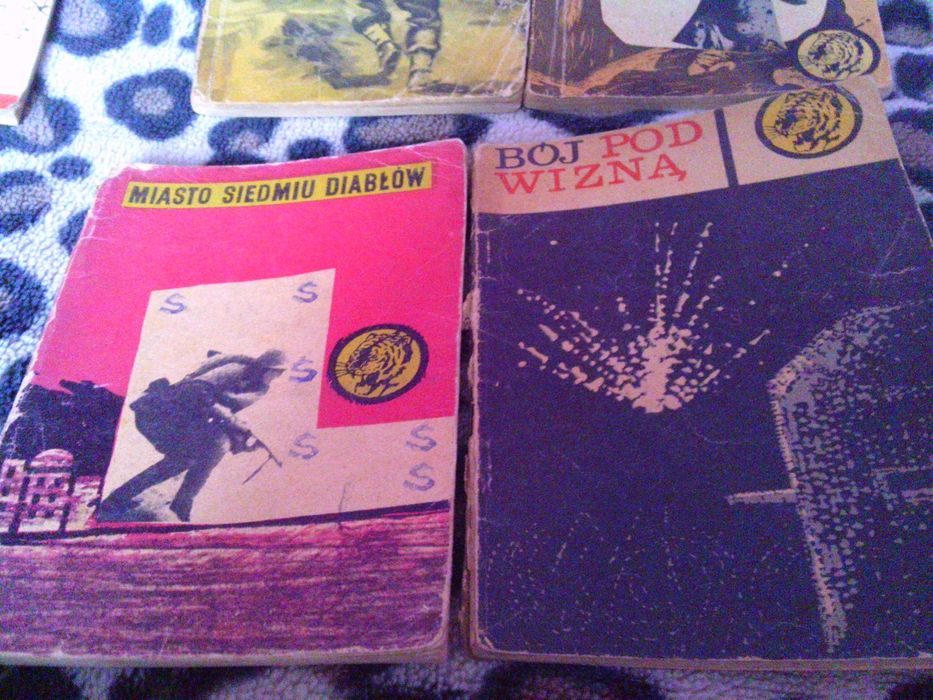 MIASTO SIEDMIU DIABŁÓW
S S
S
S S
S
BÓJ POD
WIZNĄ